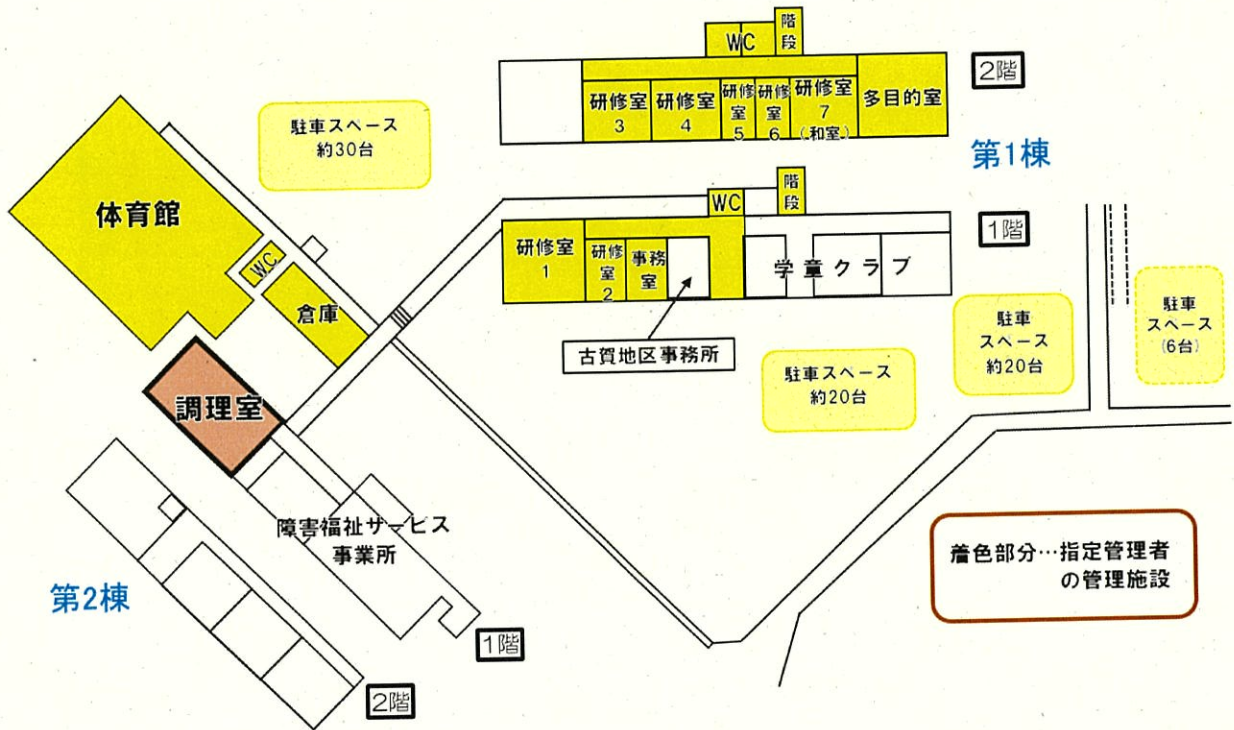 WC
階
段
2階
研修室
3
研修室
4
研修
室
5
研修
室
6
研修室
7
(和室)
多目的室
第1棟
駐車スペース
約30台
体育館
WC
倉庫
調理室
WC
階
段
1階
研修室
1
研修
室
2
事務
室
学童クラブ
古賀地区事務所
駐車スペース
約20台
駐車
スペース
約20台
駐車
スペース
(6台)
障害福祉サービス
事業所
第2棟
1階
2階
着色部分…指定管理者
の管理施設